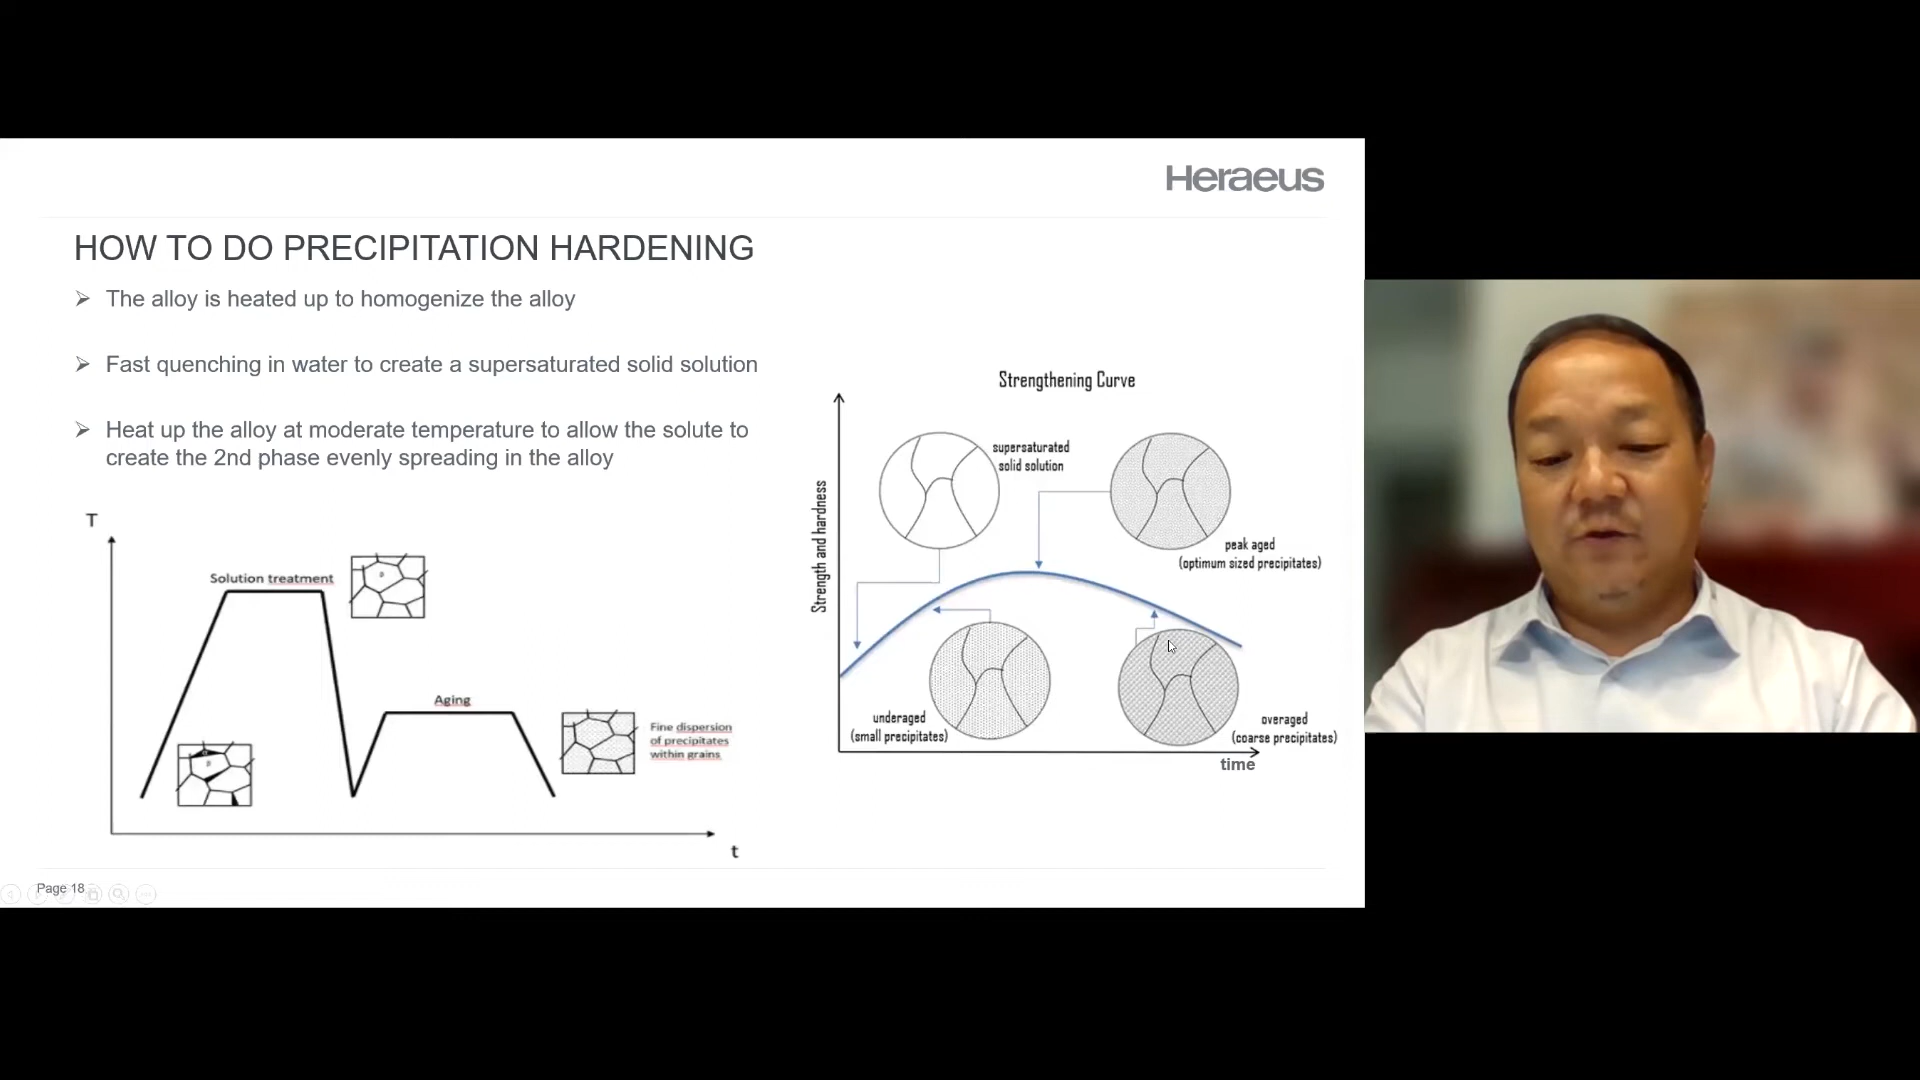 Heraeus
HOW TO DO PRECIPITATION HARDENING
The alloy is heated up to homogenize the alloy
Fast quenching in water to create a supersaturated solid solution
Heat up the alloy at moderate temperature to allow the solute to
create the 2nd phase evenly spreading in the alloy
T
Solution treatment
Aging
Fine dispersion
of precipitates
within grains
t
Strengthening Curve
Strength and hardness
supersaturated
solid solution
peak aged
(optimum sized precipitates)
underaged
(small precipitates)
overaged
(coarse precipitates)
time
Page 18